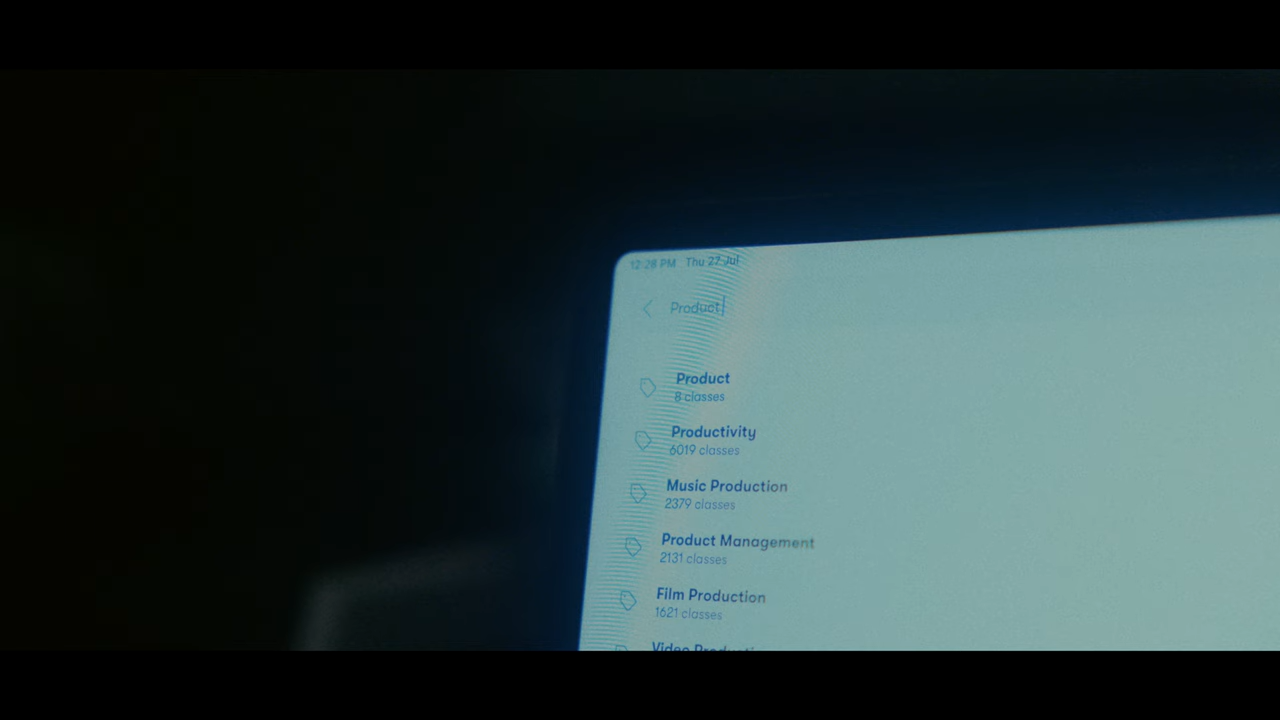 12:28 PM Thu 27 Jul
Product
Product
8 classes
Productivity
6019 classes
Music Production
2379 classes
Product Management
2131 classes
Film Production
1621 classes
Video